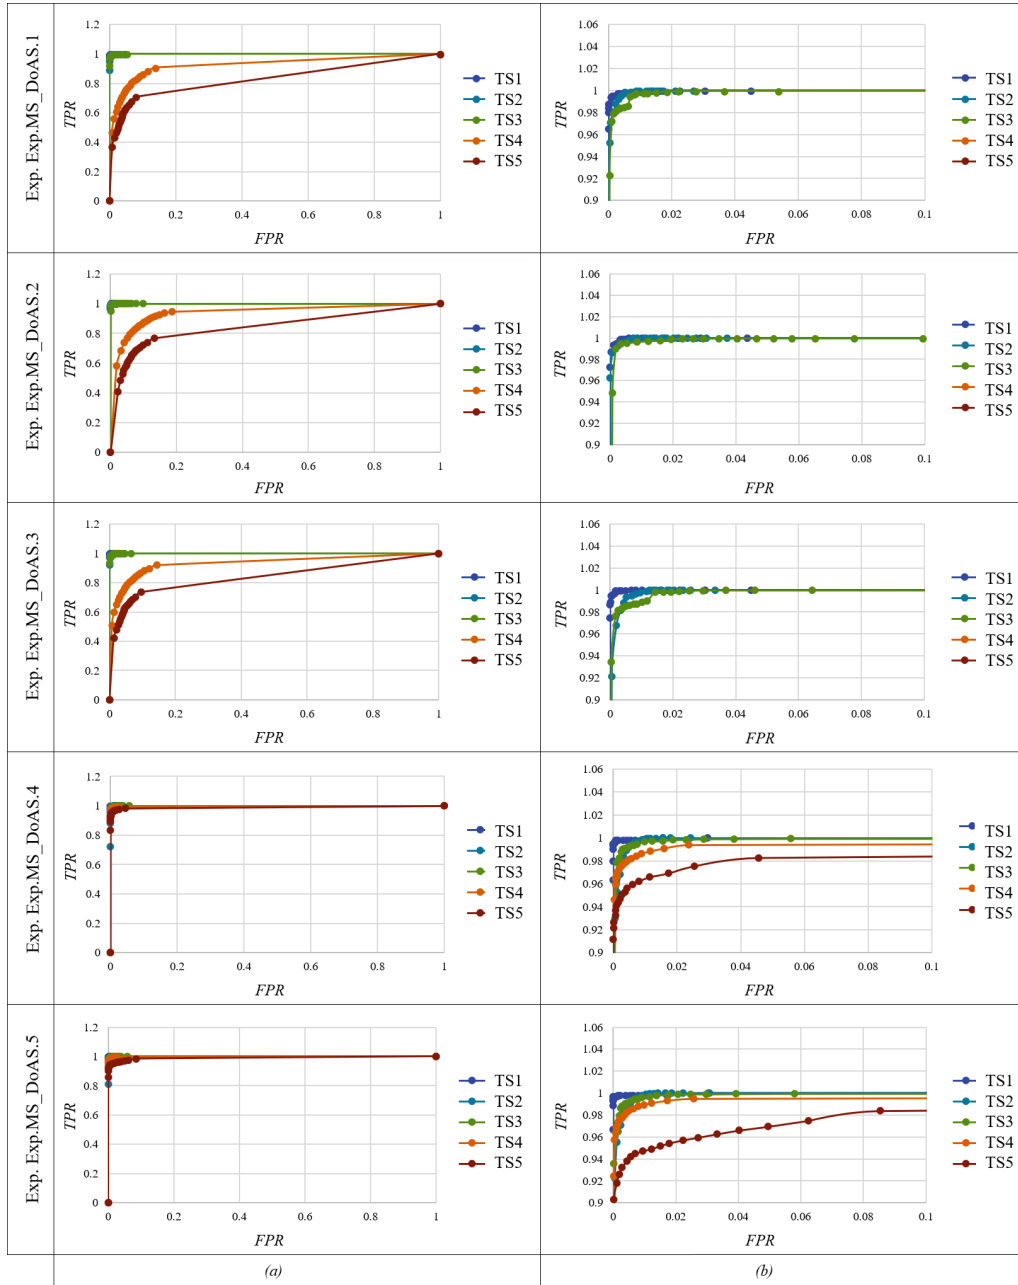 Exp. Exp.MS_DoAS.1
TPR
1.2
1
0.8
0.6
0.4
0.2
0
0 0.2 0.4 0.6 0.8 1
FPR
TS1
TS2
TS3
TS4
TS5
TPR
1.06
1.04
1.02
1
0.98
0.96
0.94
0.92
0.9
0 0.02 0.04 0.06 0.08 0.1
FPR
TS1
TS2
TS3
TS4
TS5
Exp. Exp.MS_DoAS.2
TPR
1.2
1
0.8
0.6
0.4
0.2
0
0 0.2 0.4 0.6 0.8 1
FPR
TS1
TS2
TS3
TS4
TS5
TPR
1.06
1.04
1.02
1
0.98
0.96
0.94
0.92
0.9
0 0.02 0.04 0.06 0.08 0.1
FPR
TS1
TS2
TS3
TS4
TS5
Exp. Exp.MS_DoAS.3
TPR
1.2
1
0.8
0.6
0.4
0.2
0
0 0.2 0.4 0.6 0.8 1
FPR
TS1
TS2
TS3
TS4
TS5
TPR
1.06
1.04
1.02
1
0.98
0.96
0.94
0.92
0.9
0 0.02 0.04 0.06 0.08 0.1
FPR
TS1
TS2
TS3
TS4
TS5
Exp. Exp.MS_DoAS.4
TPR
1.2
1
0.8
0.6
0.4
0.2
0
0 0.2 0.4 0.6 0.8 1
FPR
TS1
TS2
TS3
TS4
TS5
TPR
1.06
1.04
1.02
1
0.98
0.96
0.94
0.92
0.9
0 0.02 0.04 0.06 0.08 0.1
FPR
TS1
TS2
TS3
TS4
TS5
Exp. Exp.MS_DoAS.5
TPR
1.2
1
0.8
0.6
0.4
0.2
0
0 0.2 0.4 0.6 0.8 1
FPR
TS1
TS2
TS3
TS4
TS5
TPR
1.06
1.04
1.02
1
0.98
0.96
0.94
0.92
0.9
0 0.02 0.04 0.06 0.08 0.1
FPR
TS1
TS2
TS3
TS4
TS5
(a)
(b)